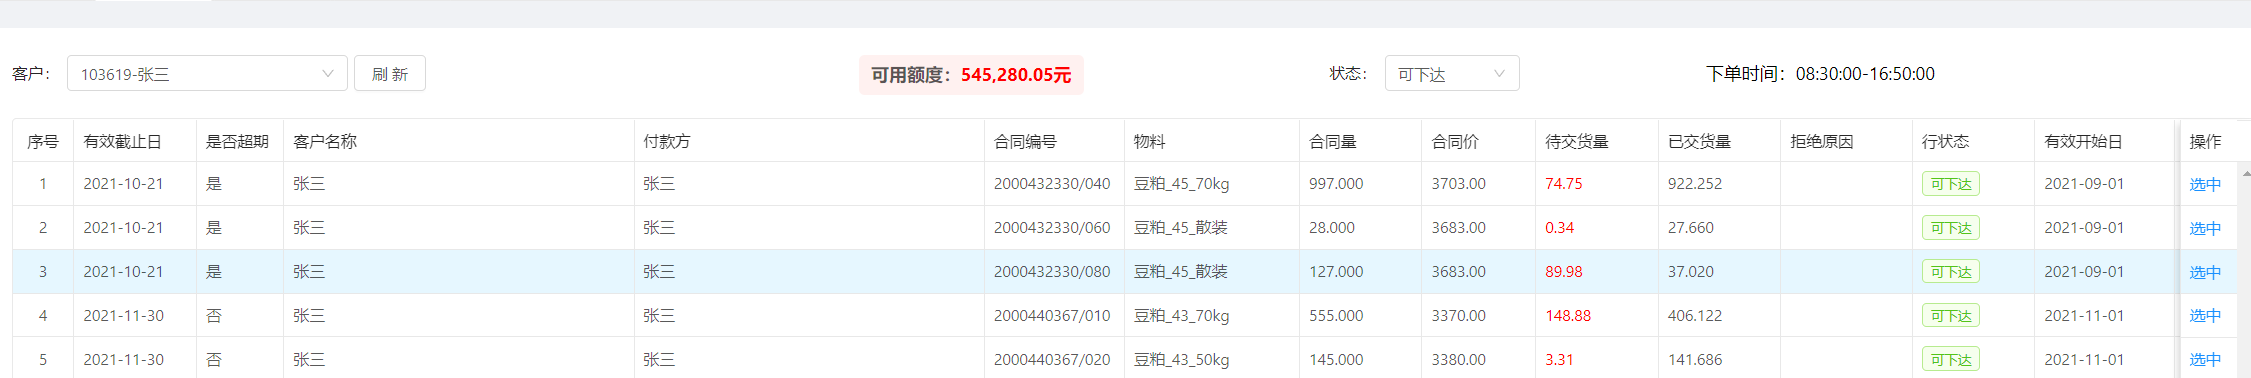 客户： 103619-张三 刷 新 可用额度：545,280.05元 状态： 可下达 下单时间：08:30:00-16:50:00
序号 有效截止日 是否超期 客户名称 付款方 合同编号 物料 合同量 合同价 待交货量 已交货量 拒绝原因 行状态 有效开始日 操作
1 2021-10-21 是 张三 张三 2000432330/040 豆粕_45_70kg 997.000 3703.00 74.75 922.252 可下达 2021-09-01 选中
2 2021-10-21 是 张三 张三 2000432330/060 豆粕_45_散装 28.000 3683.00 0.34 27.660 可下达 2021-09-01 选中
3 2021-10-21 是 张三 张三 2000432330/080 豆粕_45_散装 127.000 3683.00 89.98 37.020 可下达 2021-09-01 选中
4 2021-11-30 否 张三 张三 2000440367/010 豆粕_43_70kg 555.000 3370.00 148.88 406.122 可下达 2021-11-01 选中
5 2021-11-30 否 张三 张三 2000440367/020 豆粕_43_50kg 145.000 3380.00 3.31 141.686 可下达 2021-11-01 选中